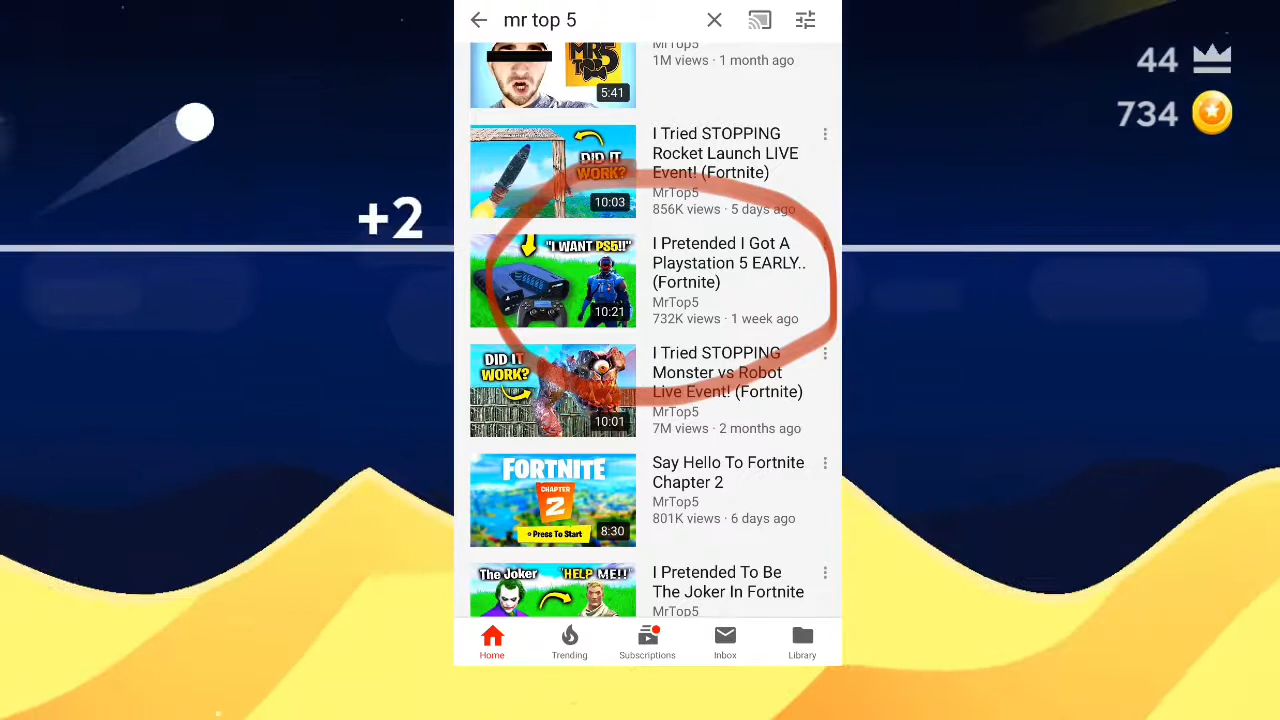 mr top 5
44
734
+2
MrTop5
1M views · 1 month ago
MR
TOP
5
5:41
I Tried STOPPING
Rocket Launch LIVE
Event! (Fortnite)
MrTop5
856K views · 5 days ago
DID IT
WORK?
10:03
I Pretended I Got A
Playstation 5 EARLY..
(Fortnite)
MrTop5
732K views · 1 week ago
"I WANT PS5!!"
10:21
I Tried STOPPING
Monster vs Robot
Live Event! (Fortnite)
MrTop5
7M views · 2 months ago
DID IT
WORK?
10:01
Say Hello To Fortnite
Chapter 2
MrTop5
801K views · 6 days ago
FORTNITE
CHAPTER
2
Press To Start
8:30
I Pretended To Be
The Joker In Fortnite
MrTop5
The Joker
"HELP ME!!"
Home
Trending
Subscriptions
Inbox
Library